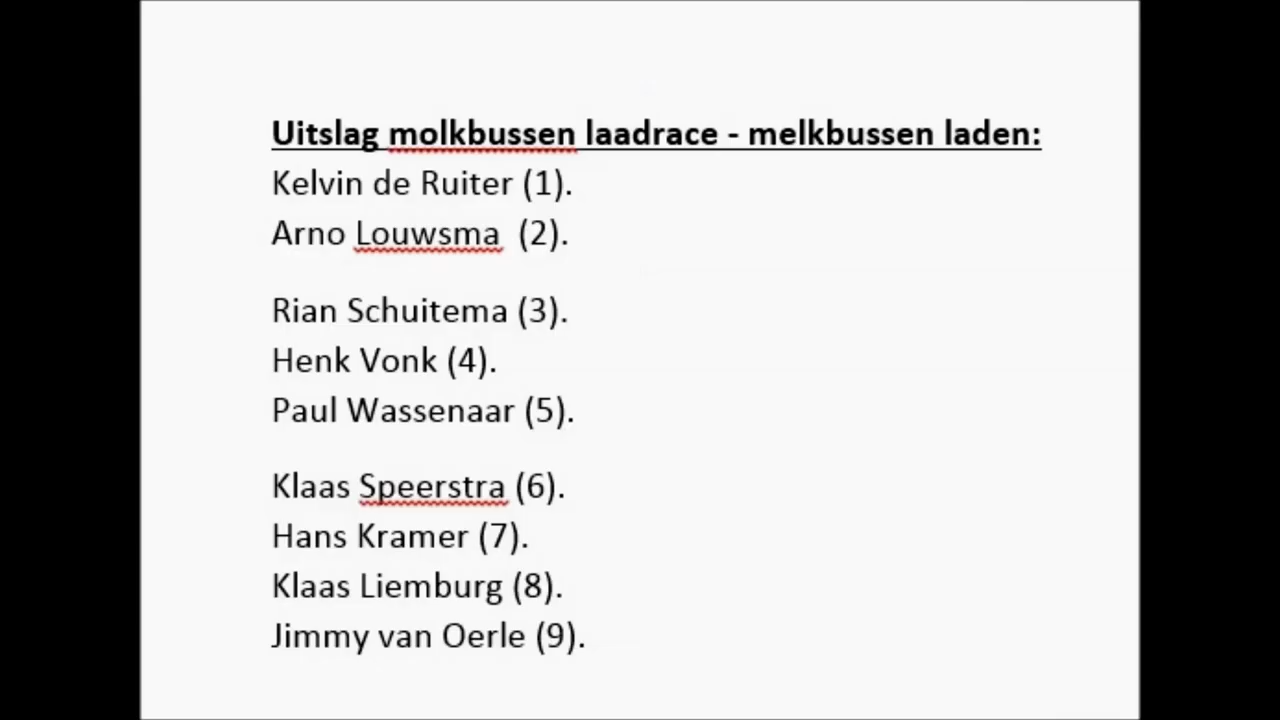 Uitslag molkbussen laadrace - melkbussen laden:
Kelvin de Ruiter (1).
Arno Louwsma (2).
Rian Schuitema (3).
Henk Vonk (4).
Paul Wassenaar (5).
Klaas Speerstra (6).
Hans Kramer (7).
Klaas Liemburg (8).
Jimmy van Oerle (9).